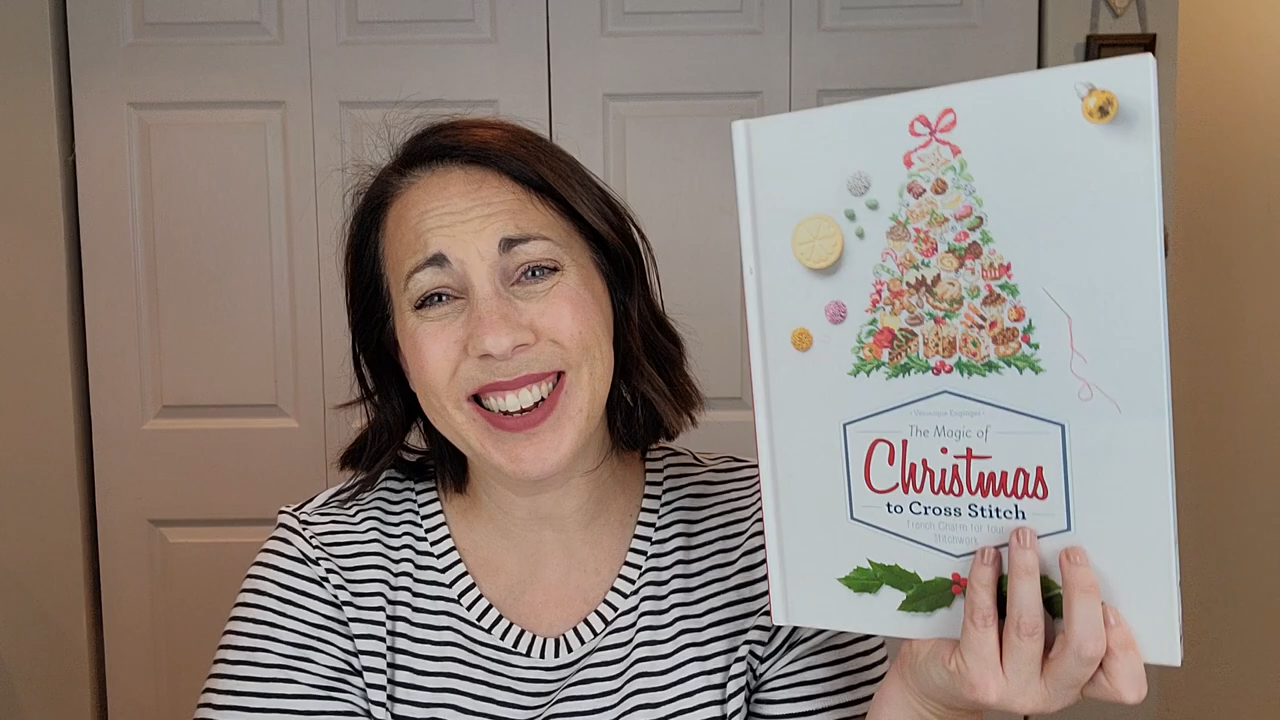 · Véronique Enginger ·
The Magic of
Christmas
to Cross Stitch
French Charm for Your
Stitchwork